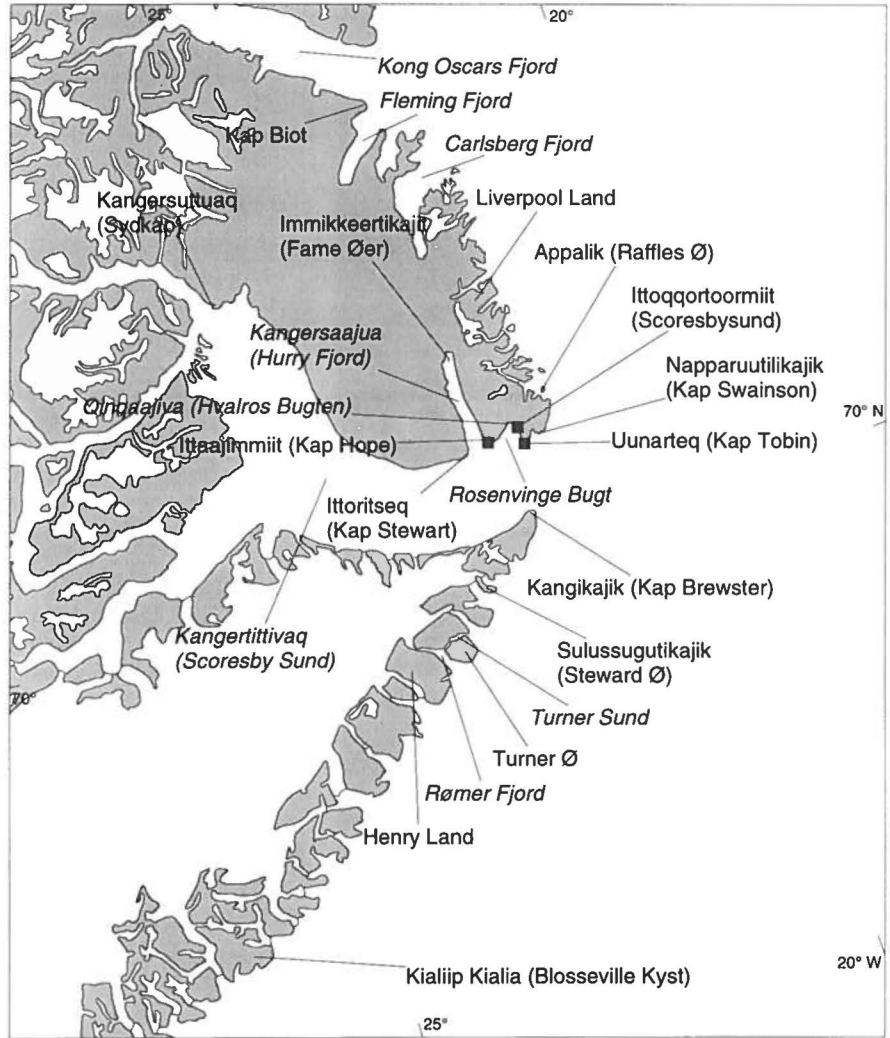 25°
20°
Kong Oscars Fjord
Fleming Fjord
Kap Biot
Carlsberg Fjord
Kangersuttuaq
(Sydkap)
Immikkeertikajit
(Fame Øer)
Liverpool Land
Appalik (Raffles Ø)
Ittoqqortoormiit
(Scoresbysund)
Kangersaajua
(Hurry Fjord)
Napparuutilikajik
(Kap Swainson)
Qinqaaliva (Hvalros Bugten)
70° N
Ittaajimmiit (Kap Hope)
Uunarteq (Kap Tobin)
Rosenvinge Bugt
Ittoritseq
(Kap Stewart)
Kangikajik (Kap Brewster)
Kangertittivaq
(Scoresby Sund)
Sulussugutikajik
(Steward Ø)
70°
Turner Sund
Turner Ø
Rømer Fjord
Henry Land
20° W
Kialiip Kialia (Blosseville Kyst)
25°